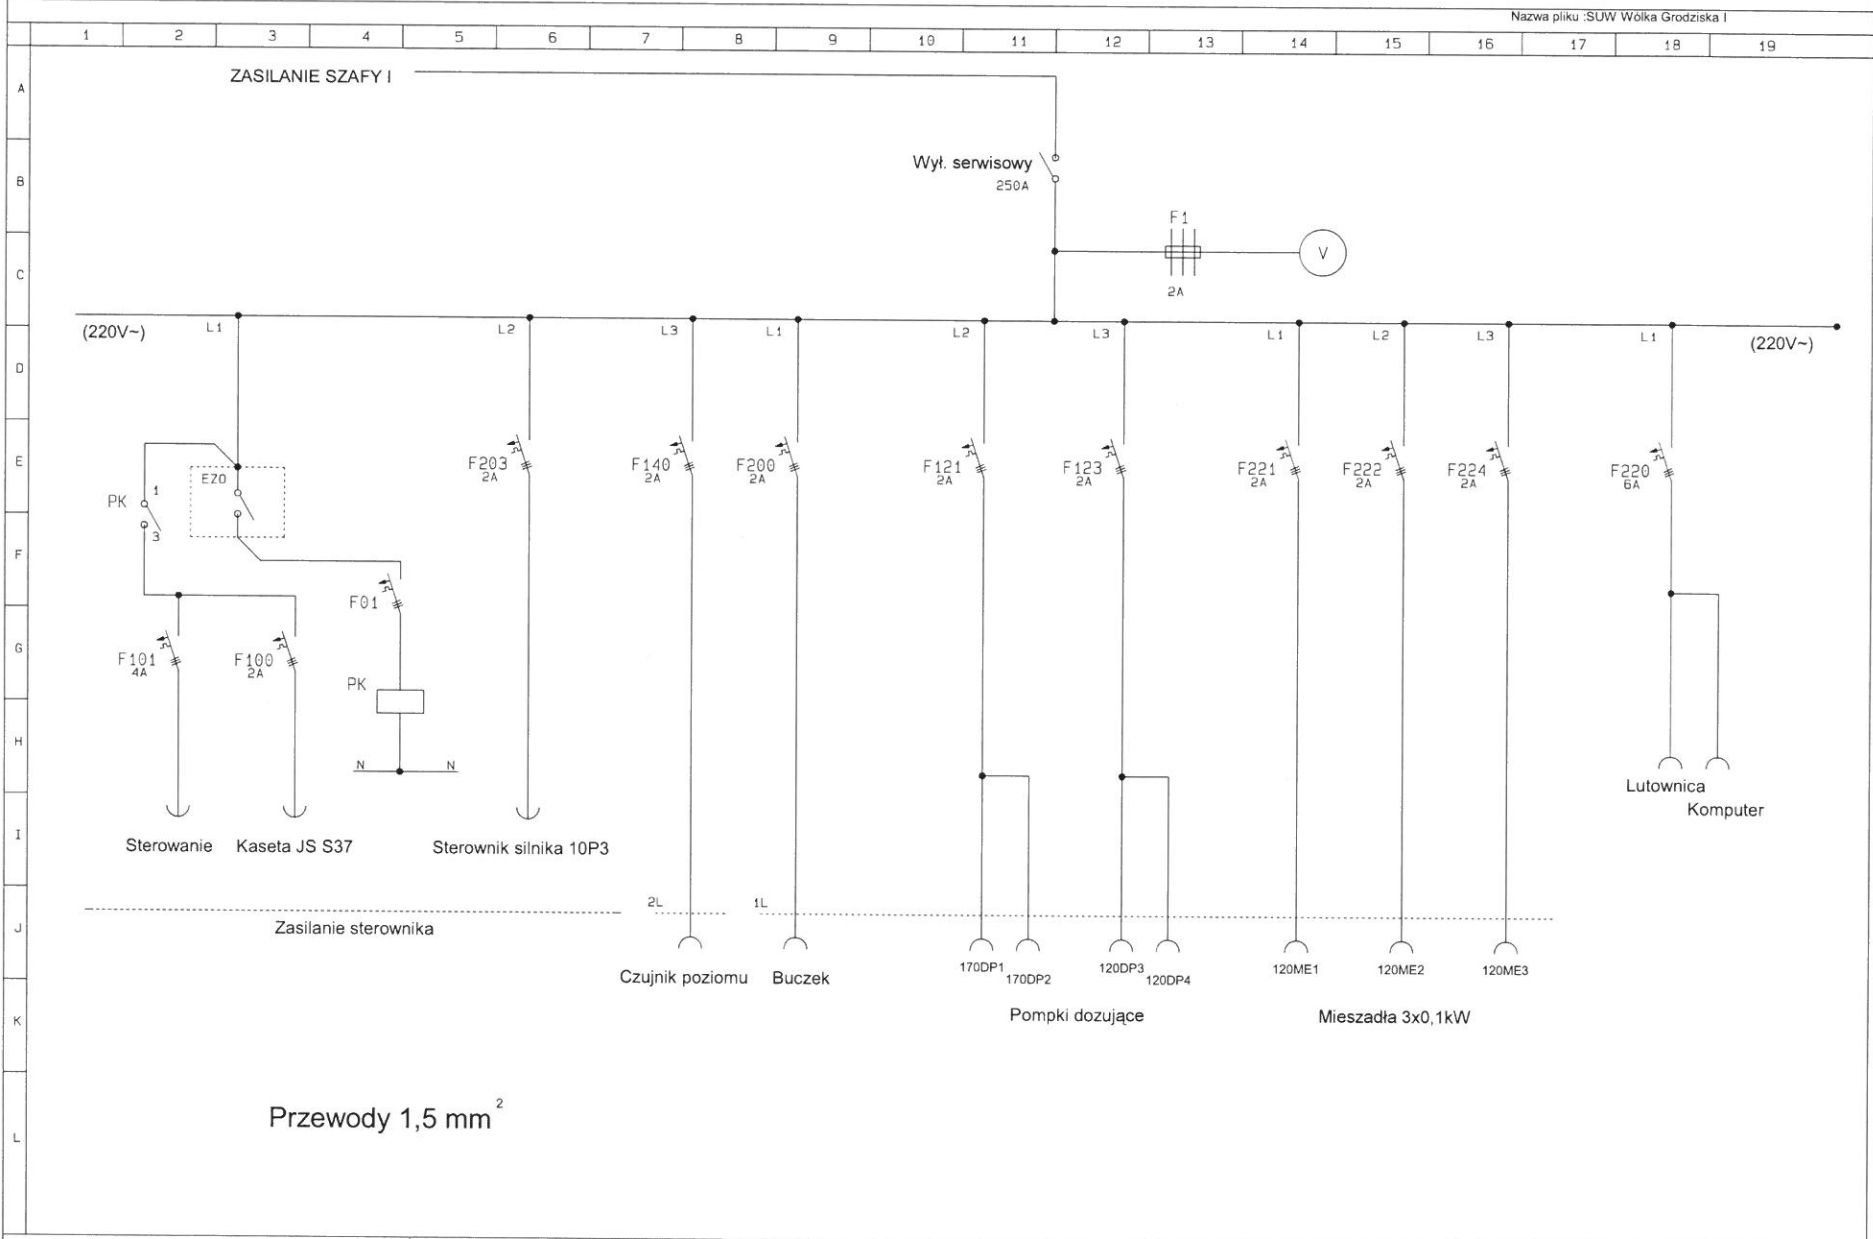 Nazwa pliku :SUW Wólka Grodziska I
1 2 3 4 5 6 7 8 9 10 11 12 13 14 15 16 17 18 19
A
ZASILANIE SZAFY I
B
Wył. serwisowy
250A
F1
C
V
2A
(220V~) L1 L2 L3 L1 L2 L3 L1 L2 L3 L1 (220V~)
D
E
EZO
PK 1
3
F203 F140 F200 F121 F123 F221 F222 F224 F220
2A 2A 2A 2A 2A 2A 2A 2A 6A
F
F01
G
F101 F100
4A 2A
PK
H
N N
Lutownica
Komputer
I
Sterowanie Kaseta JS S37 Sterownik silnika 10P3
2L 1L
J
Zasilanie sterownika
Czujnik poziomu Buczek
170DP1 170DP2 120DP3 120DP4 120ME1 120ME2 120ME3
K
Pompki dozujące Mieszadła 3x0,1kW
Przewody 1,5 mm²
L